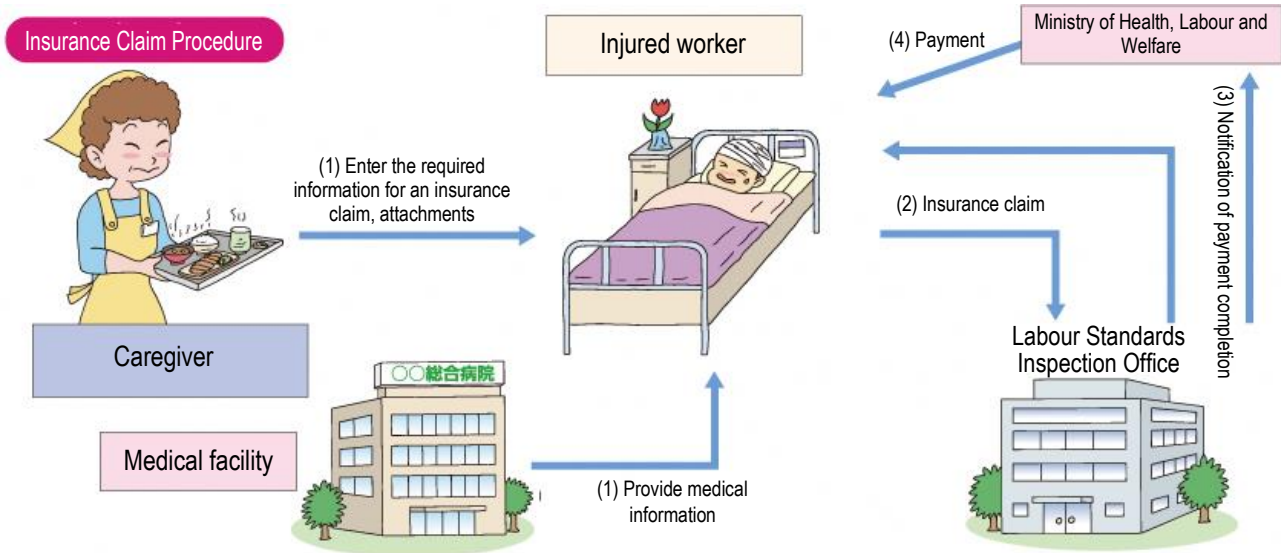 Insurance Claim Procedure
Injured worker
(4) Payment
Ministry of Health, Labour and
Welfare
(1) Enter the required
information for an insurance
claim, attachments
(2) Insurance claim
(3) Notification of payment completion
Caregiver
Labour Standards
Inspection Office
〇〇総合病院
Medical facility
(1) Provide medical
information